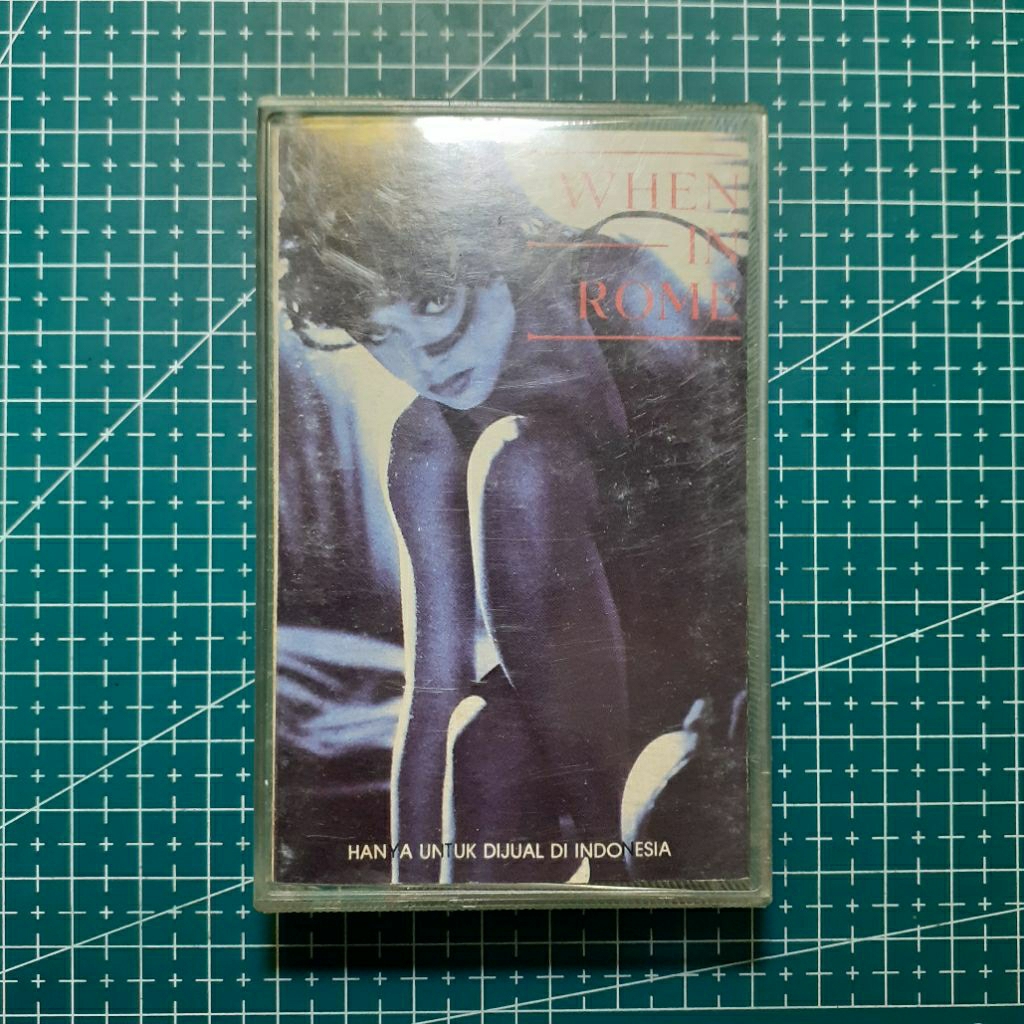 WHEN
IN
ROME
HANYA UNTUK DIJUAL DI INDONESIA